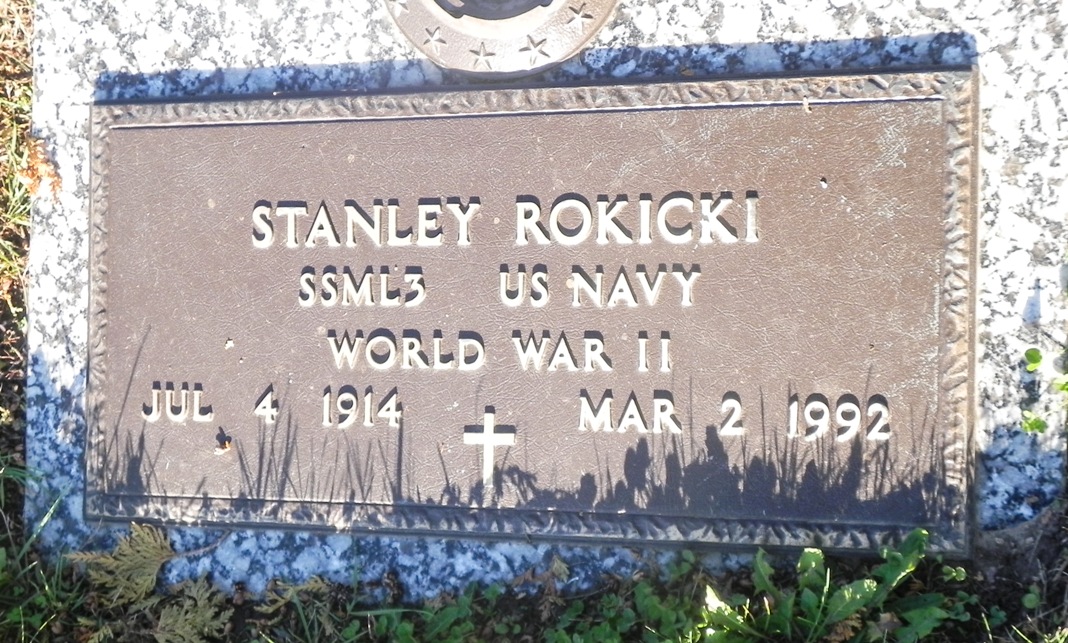 STANLEY ROKICKI
SSML3 US NAVY
WORLD WAR II
JUL 4 1914 MAR 2 1992